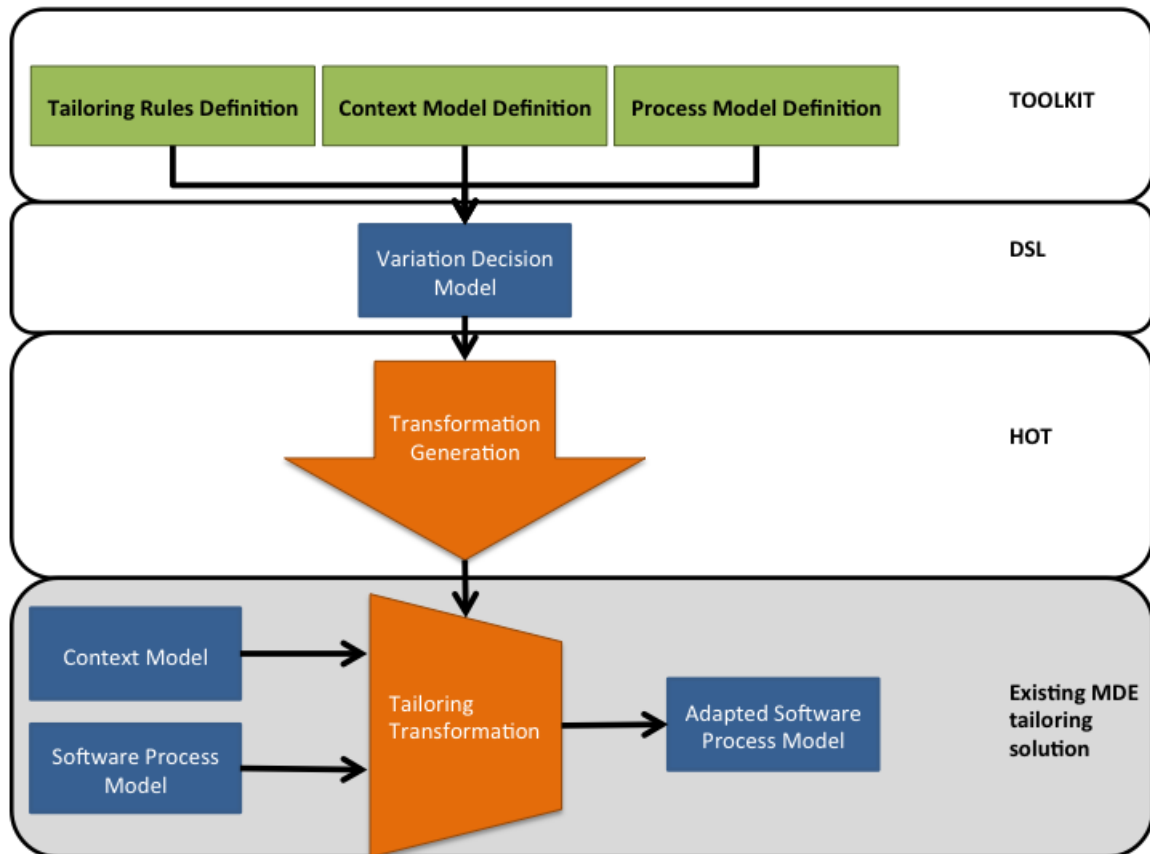 Tailoring Rules Definition
Context Model Definition
Process Model Definition
TOOLKIT
Variation Decision
Model
DSL
Transformation
Generation
HOT
Context Model
Software Process
Model
Tailoring
Transformation
Adapted Software
Process Model
Existing MDE
tailoring
solution